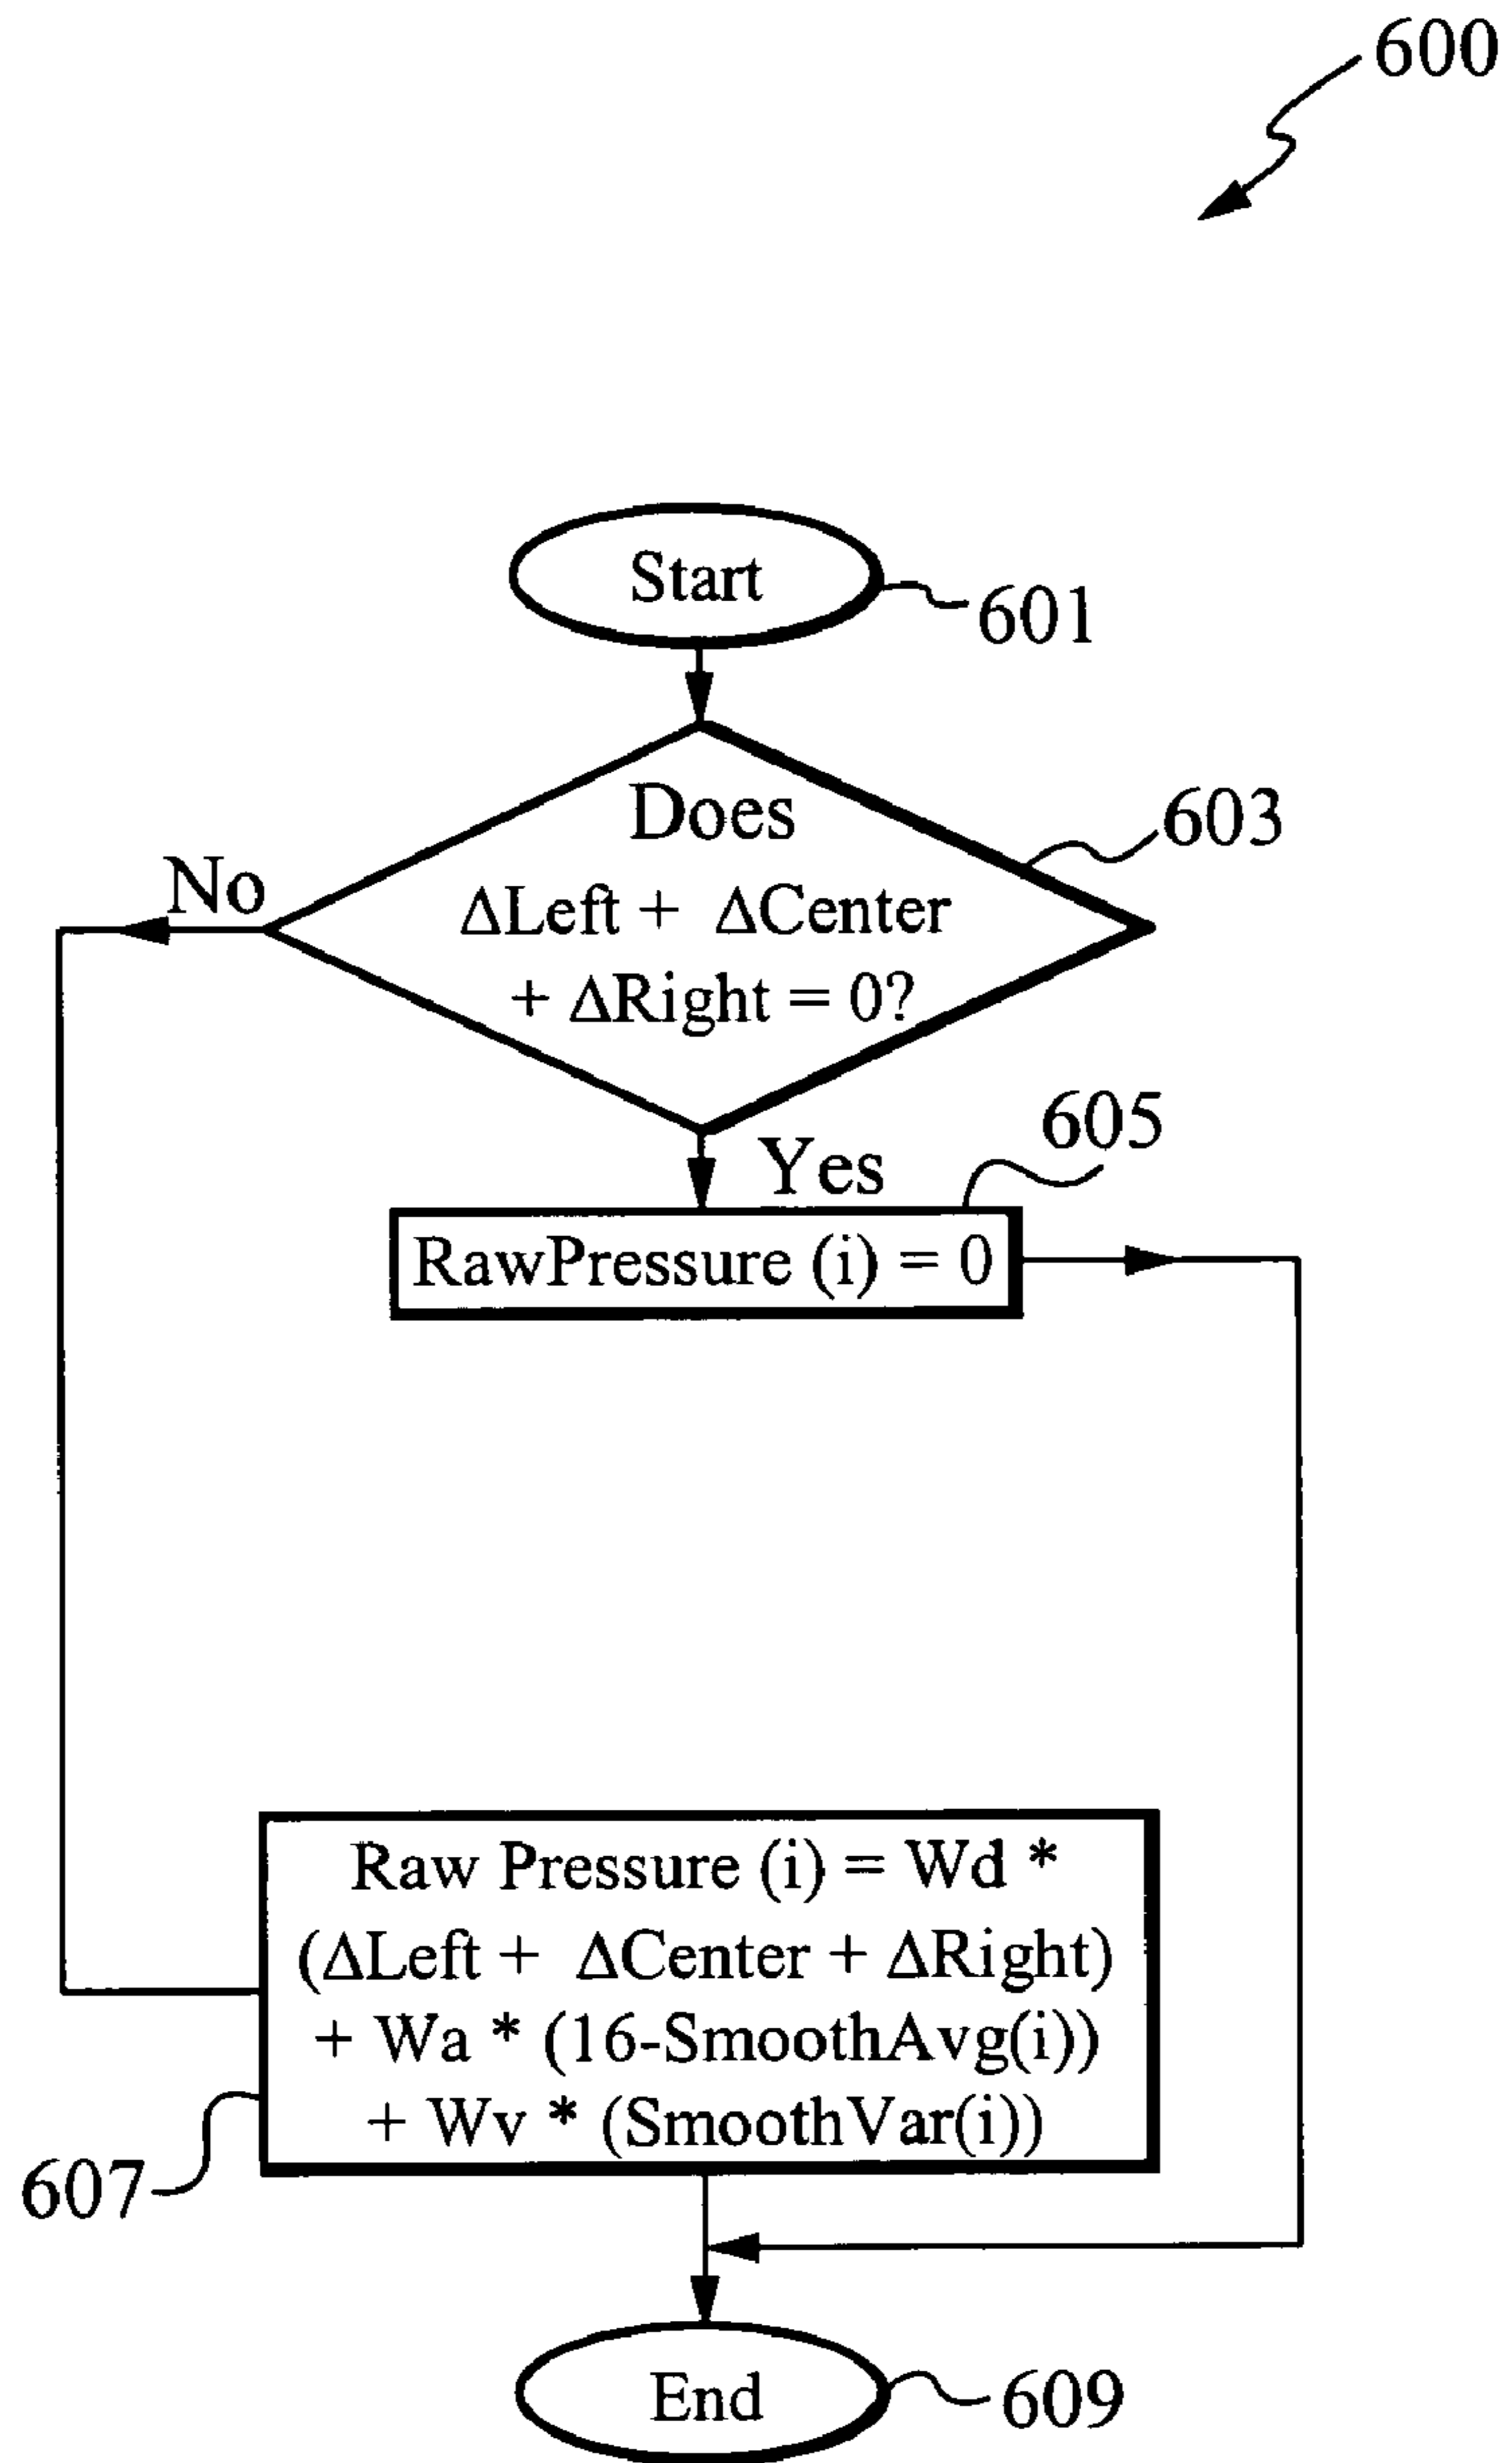 600
Start
601
Does
603
No
ΔLeft + ΔCenter
+ ΔRight = 0?
605
Yes
RawPressure (i) = 0
Raw Pressure (i) = Wd *
(ΔLeft + ΔCenter + ΔRight)
+ Wa * (16-SmoothAvg(i))
+ Wv * (SmoothVar(i))
607
End
609